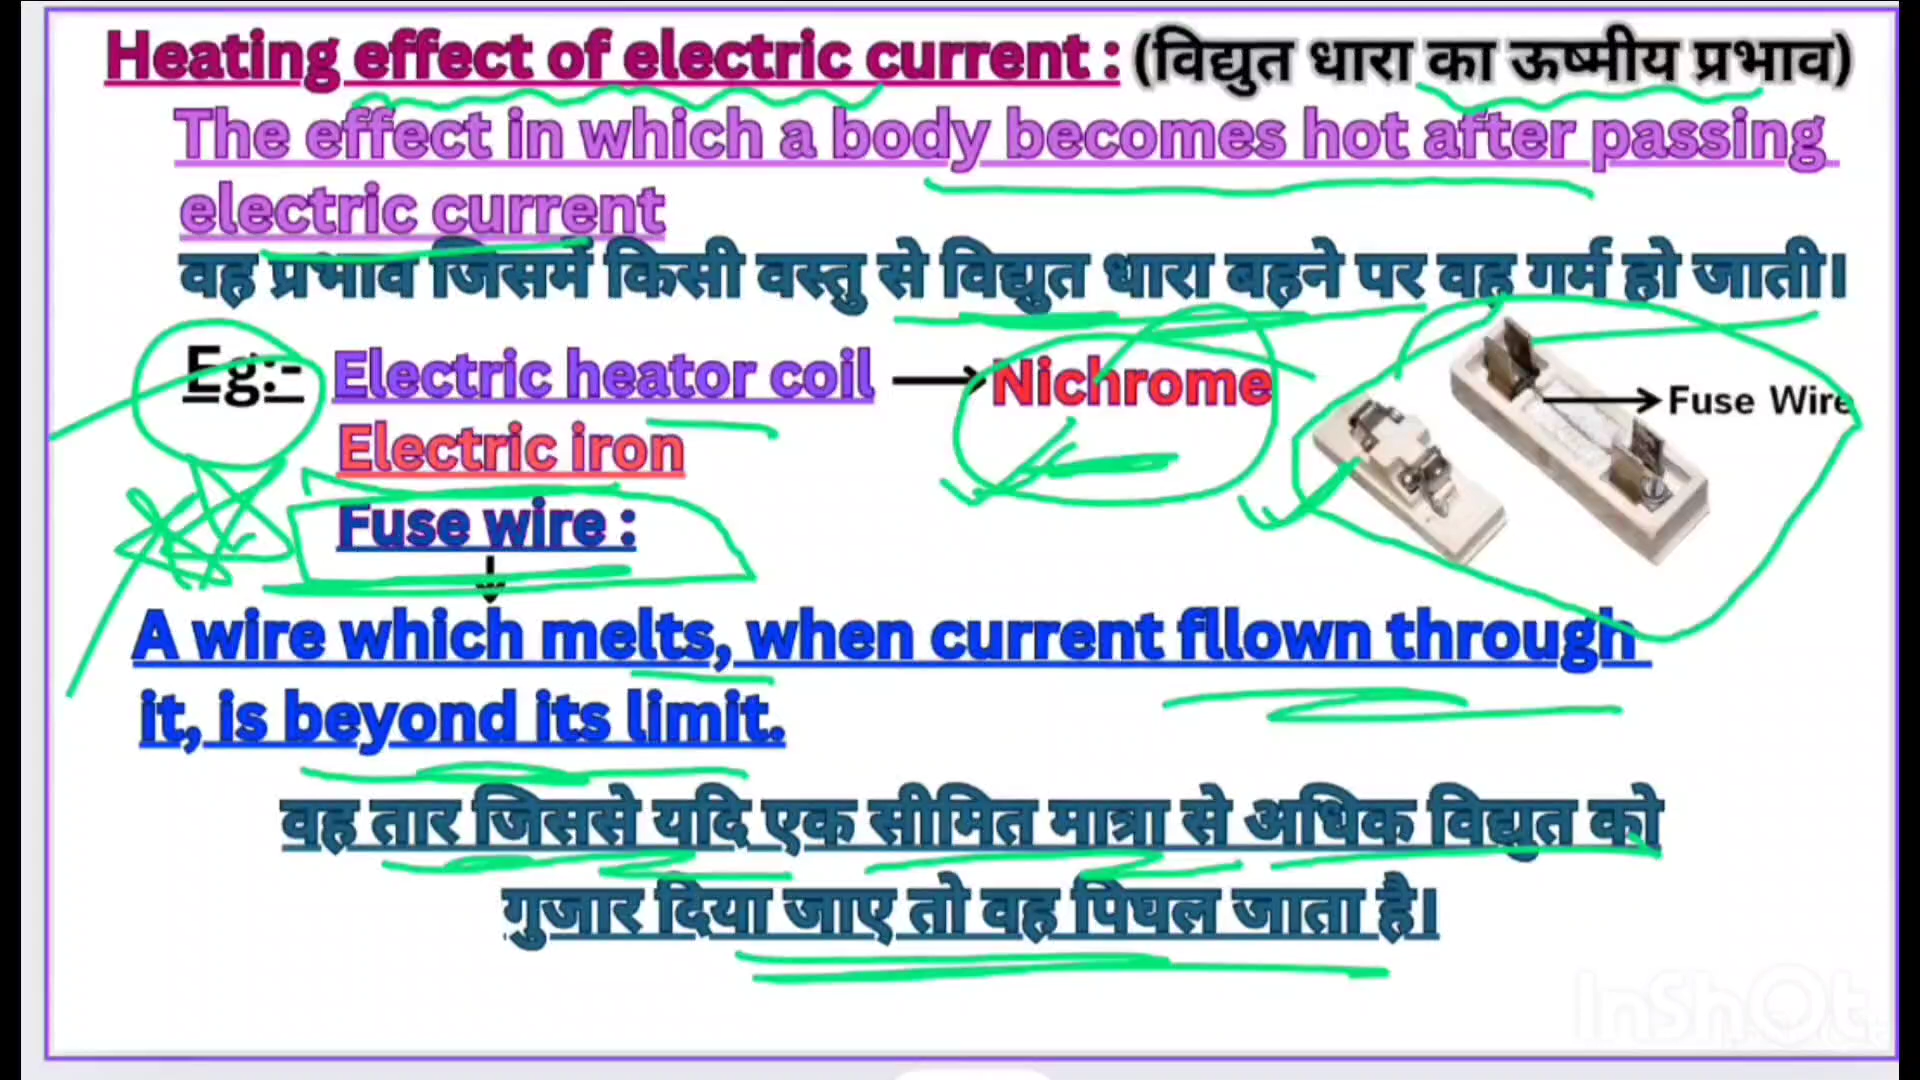 Heating effect of electric current : (विद्युत धारा का ऊष्मीय प्रभाव)
The effect in which a body becomes hot after passing
electric current
वह प्रभाव जिसमें किसी वस्तु से विद्युत धारा बहने पर वह गर्म हो जाती।
Eg:- Electric heator coil → Nichrome
→ Fuse Wire
Electric iron
Fuse wire :
A wire which melts, when current fllown through
it, is beyond its limit.
वह तार जिससे यदि एक सीमित मात्रा से अधिक विद्युत को
गुजार दिया जाए तो वह पिघल जाता है।
InShOt